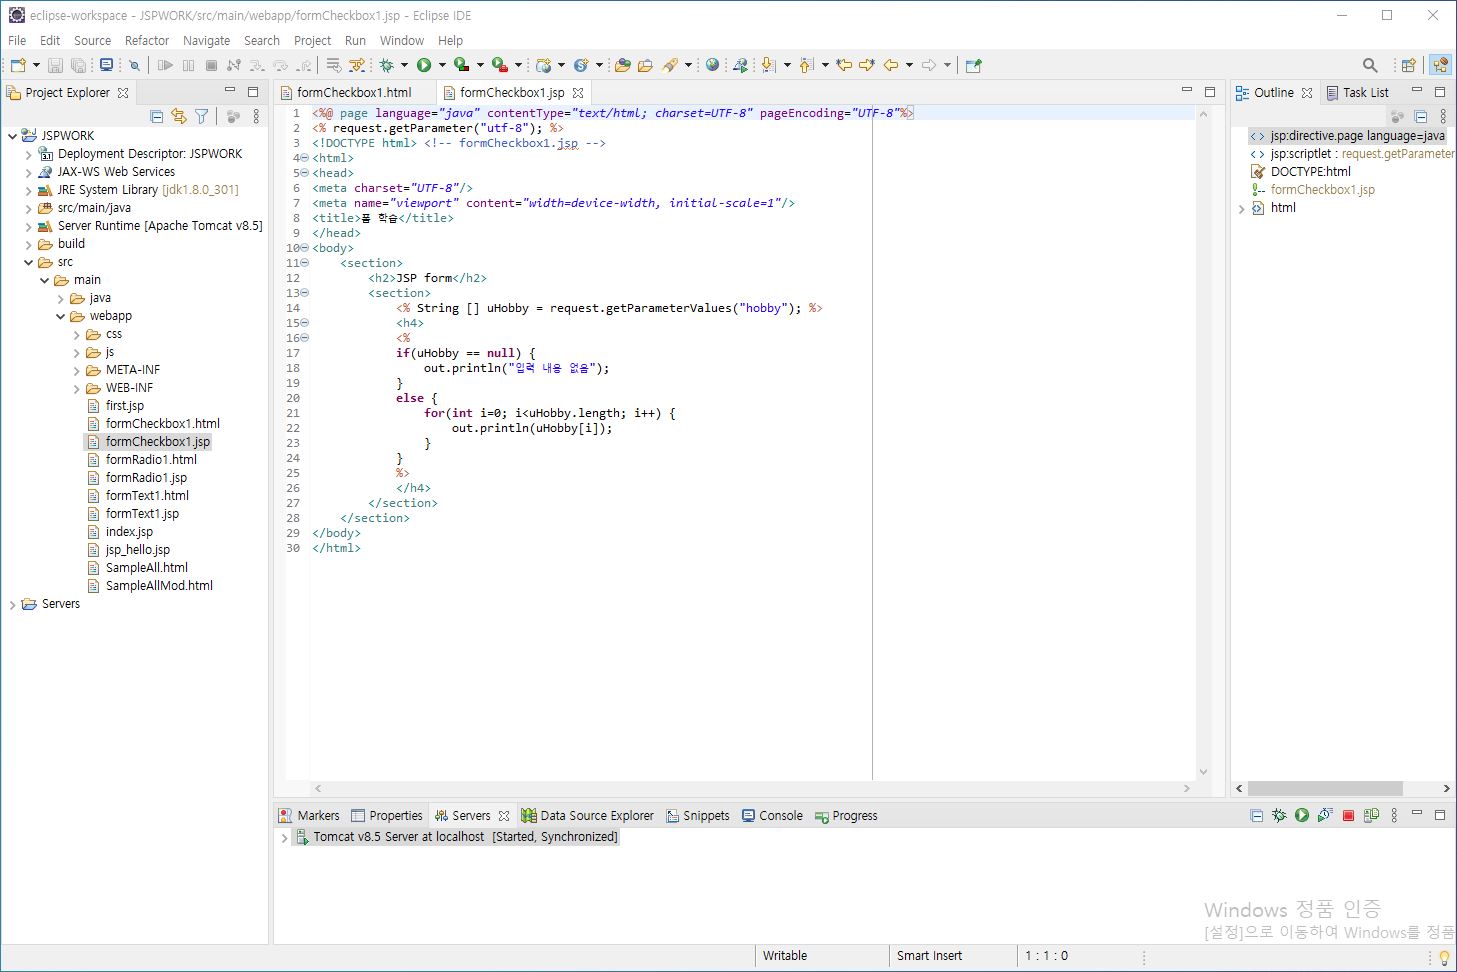 eclipse-workspace - JSPWORK/src/main/webapp/formCheckbox1.jsp - Eclipse IDE
File Edit Source Refactor Navigate Search Project Run Window Help
Project Explorer
JSPWORK
Deployment Descriptor: JSPWORK
JAX-WS Web Services
JRE System Library [jdk1.8.0_301]
src/main/java
Server Runtime [Apache Tomcat v8.5]
build
src
main
java
webapp
css
js
META-INF
WEB-INF
first.jsp
formCheckbox1.html
formCheckbox1.jsp
formRadio1.html
formRadio1.jsp
formText1.html
formText1.jsp
index.jsp
jsp_hello.jsp
SampleAll.html
SampleAllMod.html
Servers
formCheckbox1.html formCheckbox1.jsp
1 <%@ page language="java" contentType="text/html; charset=UTF-8" pageEncoding="UTF-8"%>
2 <% request.getParameter("utf-8"); %>
3 <!DOCTYPE html> <!-- formCheckbox1.jsp -->
4 <html>
5 <head>
6 <meta charset="UTF-8"/>
7 <meta name="viewport" content="width=device-width, initial-scale=1"/>
8 <title>폼 학습</title>
9 </head>
10 <body>
11 <section>
12 <h2>JSP form</h2>
13 <section>
14 <% String [] uHobby = request.getParameterValues("hobby"); %>
15 <h4>
16 <%
17 if(uHobby == null) {
18 out.println("입력 내용 없음");
19 }
20 else {
21 for(int i=0; i<uHobby.length; i++) {
22 out.println(uHobby[i]);
23 }
24 }
25 %>
26 </h4>
27 </section>
28 </section>
29 </body>
30 </html>
Outline Task List
jsp:directive.page language=java
jsp:scriptlet : request.getParameter
DOCTYPE:html
formCheckbox1.jsp
html
Markers Properties Servers Data Source Explorer Snippets Console Progress
Tomcat v8.5 Server at localhost [Started, Synchronized]
Windows 정품 인증
[설정]으로 이동하여 Windows를 정품
Writable Smart Insert 1 : 1 : 0